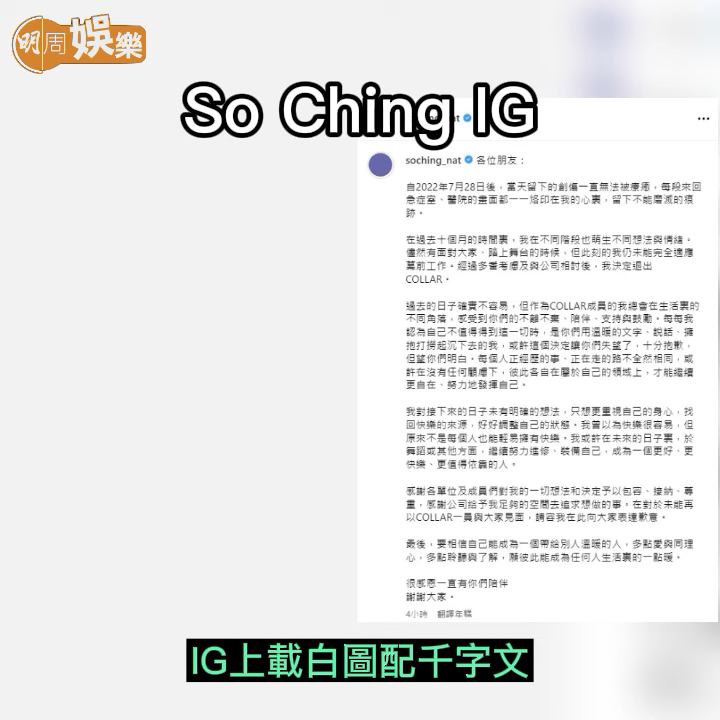 明周娛樂
So Ching IG
soching_nat 各位朋友：
自2022年7月28日後，當天留下的創傷一直無法被療癒，每段來回
急症室、醫院的畫面都一一烙印在我的心裏，留下不能磨滅的痕
跡。
在過去十個月的時間裏，我在不同階段也萌生不同想法與情緒。
儘然有面對大家、踏上舞台的時候，但此刻的我仍未能完全適應
幕前工作。經過多番考慮及與公司相討後，我決定退出
COLLAR。
過去的日子確實不容易，但作為COLLAR成員的我總會在生活裏的
不同角落，感受到你們的不離不棄、陪伴、支持與鼓勵。每每我
認為自己不值得得到這一切時，是你們用溫暖的文字、說話、擁
抱打撈起沉下去的我，或許這個決定讓你們失望了，十分抱歉，
但望你們明白。每個人正經歷的事、正在走的路不全然相同，或
許在沒有任何顧慮下，彼此各自在屬於自己的領域上，才能繼續
更自在、努力地發揮自己。
我對接下來的日子未有明確的想法，只想更重視自己的身心，找
回快樂的來源，好好調整自己的狀態。我曾以為快樂很容易，但
原來不是每個人也能輕易擁有快樂。我或許在未來的日子裏，於
舞蹈或其他方面，繼續努力進修、裝備自己，成為一個更好、更
快樂、更值得依靠的人。
感謝各單位及成員們對我的一切想法和決定予以包容、接納、尊
重，感謝公司給予我足夠的空間去追求想做的事。在對於未能再
以COLLAR一員與大家見面，請容我在此向大家表達歉意。
最後，要相信自己能成為一個帶給別人溫暖的人，多點愛與同理
心，多點聆聽與了解，願彼此能成為任何人生活裏的一點暖。
很感恩一直有你們陪伴
謝謝大家。
4小時 翻譯年糕
IG上載白圖配千字文